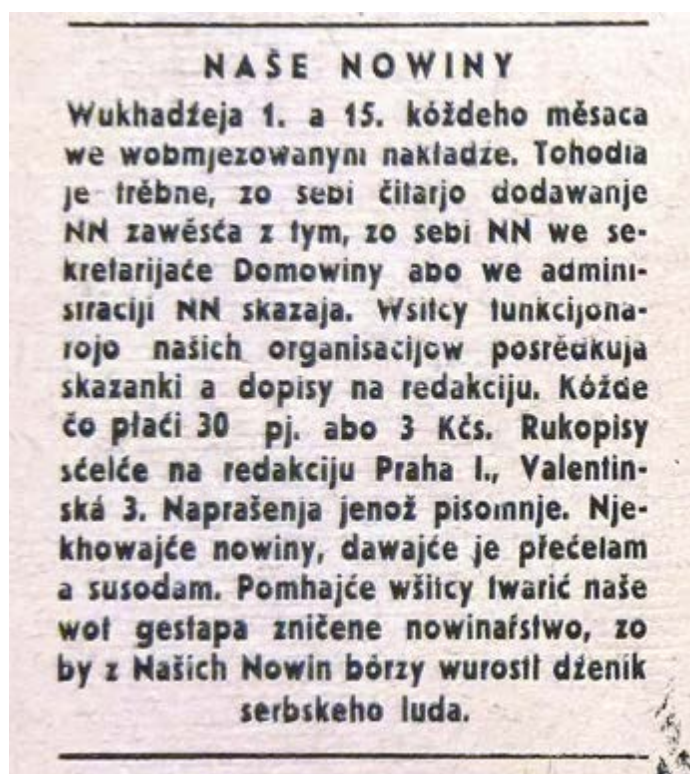 NAŠE NOWINY
Wukhadźeja 1. a 15. kóždeho měsaca
we wobmjezowanym nakładźe. Tohodla
je trěbne, zo sebi čitarjo dodawanje
NN zawěsća z tym, zo sebi NN we se-
kretarijaće Domowiny abo we admini-
straciji NN skazaja. Wšitcy funkcijona-
rojo našich organisacijow posrědkuja
skazanki a dopisy na redakciju. Kóžde
čo płaći 30 pj. abo 3 Kčs. Rukopisy
sćelće na redakciju Praha I., Valentin-
ská 3. Naprašenja jenož pisomnje. Nje-
khowajće nowiny, dawajće je přećelam
a susodam. Pomhajće wšitcy twarić naše
wot gestapa zničene nowinaŕstwo, zo
by z Našich Nowin bórzy wurostł dźenik
serbskeho luda.